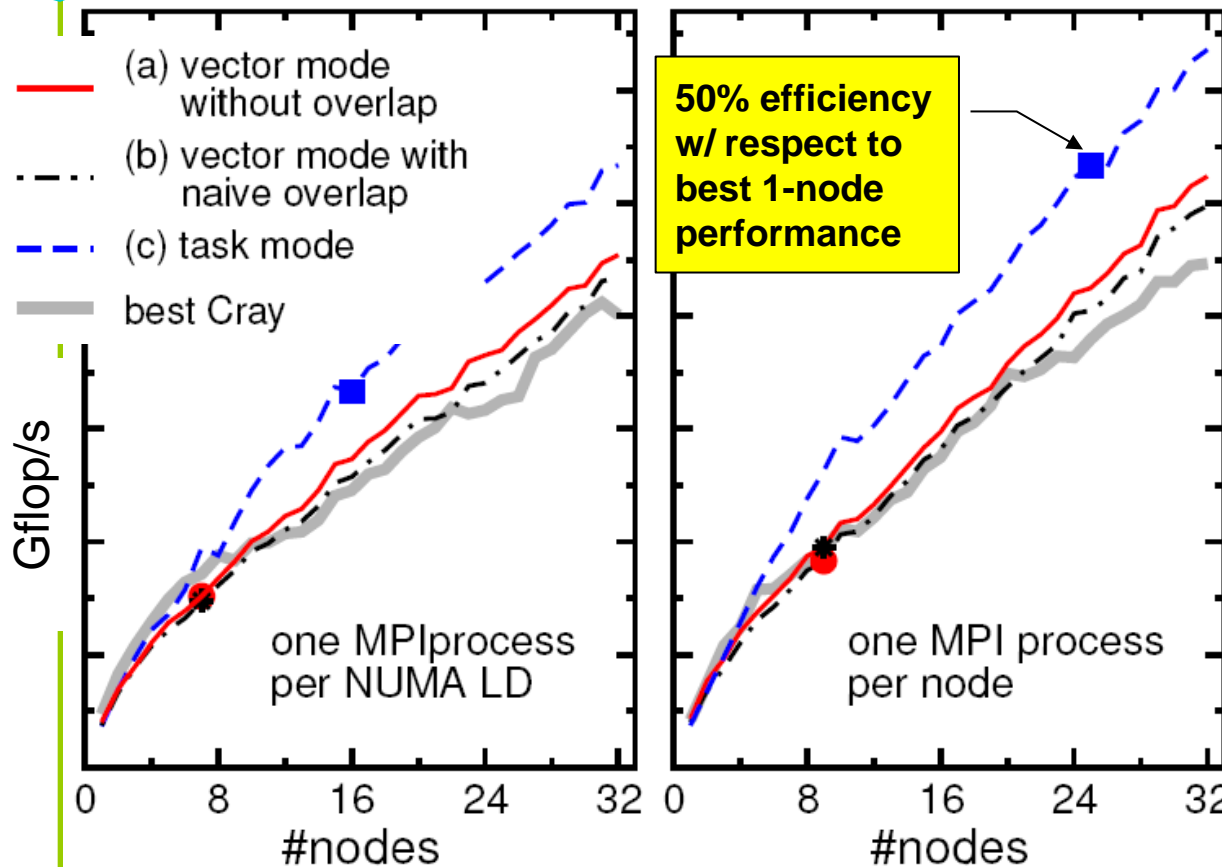 (a) vector mode
without overlap
(b) vector mode with
naive overlap
(c) task mode
best Cray
50% efficiency
w/ respect to
best 1-node
performance
Gflop/s
one MPIprocess
per NUMA LD
one MPI process
per node
0 8 16 24 32
0 8 16 24 32
#nodes
#nodes